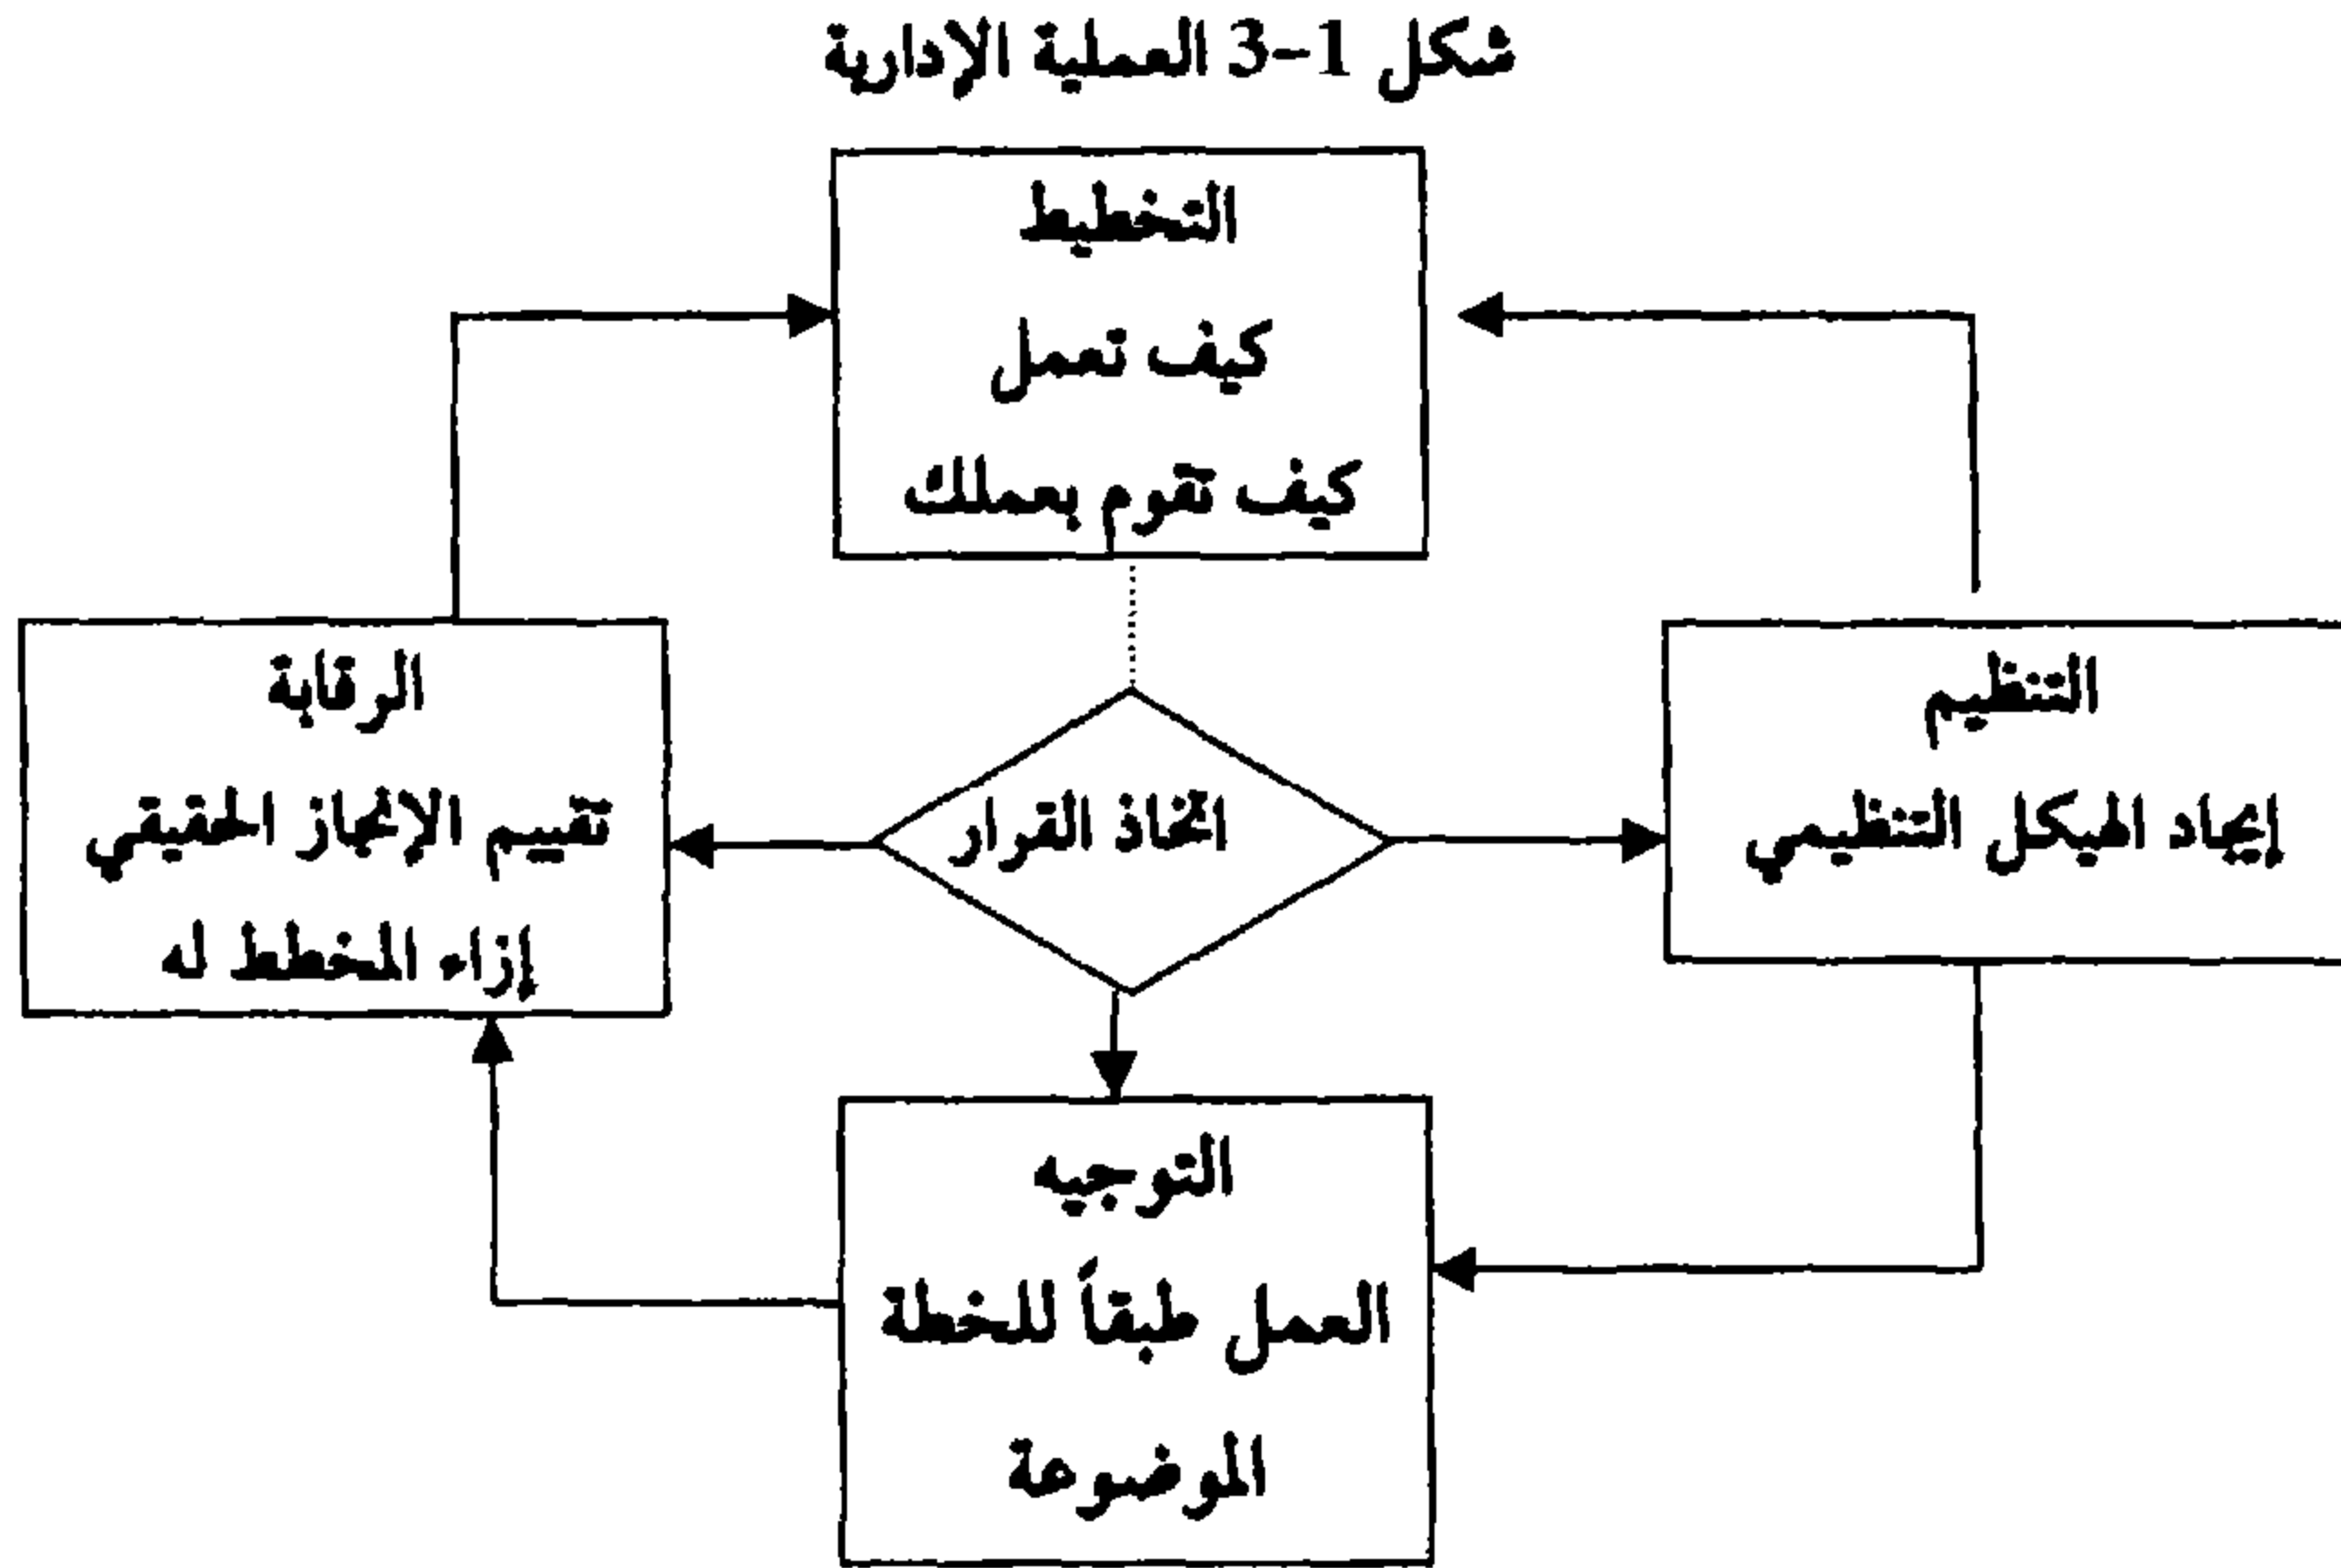 شكل 1-3 العملية الإدارية
التخطيط
كيف تعمل
كيف تقوم بعملك
التنظيم
إيجاد الهيكل التنظيمي
اتخاذ القرار
الرقابة
تقييم الإنجاز الحقيقي
إزاء المخطط له
التوجيه
العمل طبقاً للخطة
الموضوعة